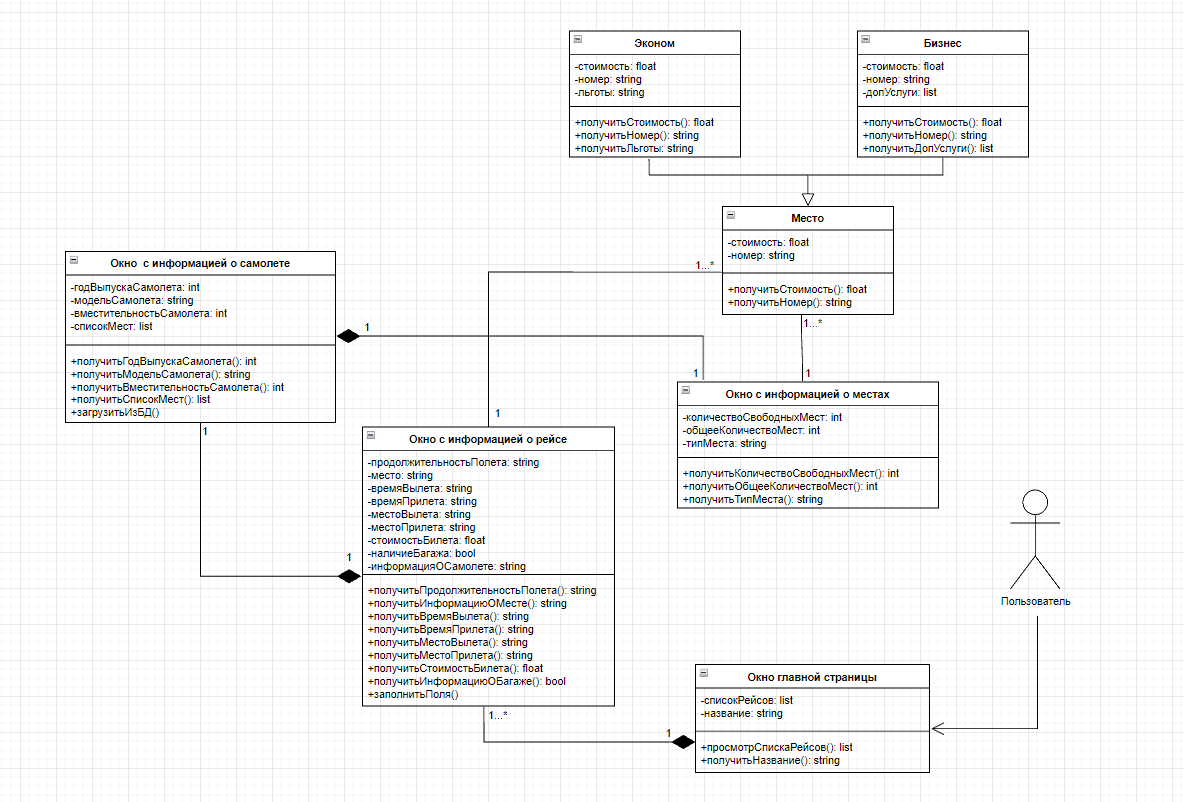 Эконом
-стоимость: float
-номер: string
-льготы: string
+получитьСтоимость(): float
+получитьНомер(): string
+получитьЛьготы: string
Бизнес
-стоимость: float
-номер: string
-допУслуги: list
+получитьСтоимость(): float
+получитьНомер(): string
+получитьДопУслуги(): list
Место
-стоимость: float
-номер: string
+получитьСтоимость(): float
+получитьНомер(): string
1...*
1...*
Окно с информацией о самолете
-годВыпускаСамолета: int
-модельСамолета: string
-вместительностьСамолета: int
-списокМест: list
+получитьГодВыпускаСамолета(): int
+получитьМодельСамолета(): string
+получитьВместительностьСамолета(): int
+получитьСписокМест(): list
+загрузитьИзБД()
1
1
1
1
Окно с информацией о местах
-количествоСвободныхМест: int
-общееКоличествоМест: int
-типМеста: string
+получитьКоличествоСвободныхМест(): int
+получитьОбщееКоличествоМест(): int
+получитьТипМеста(): string
1
1
Окно с информацией о рейсе
-продолжительностьПолета: string
-место: string
-времяВылета: string
-времяПрилета: string
-местоВылета: string
-местоПрилета: string
-стоимостьБилета: float
-наличиеБагажа: bool
-информацияОСамолете: string
+получитьПродолжительностьПолета(): string
+получитьИнформациюОМесте(): string
+получитьВремяВылета(): string
+получитьВремяПрилета(): string
+получитьМестоВылета(): string
+получитьМестоПрилета(): string
+получитьСтоимостьБилета(): float
+получитьИнформациюОБагаже(): bool
+заполнитьПоля()
1...*
1
Пользователь
Окно главной страницы
-списокРейсов: list
-название: string
+просмотрСпискаРейсов(): list
+получитьНазвание(): string